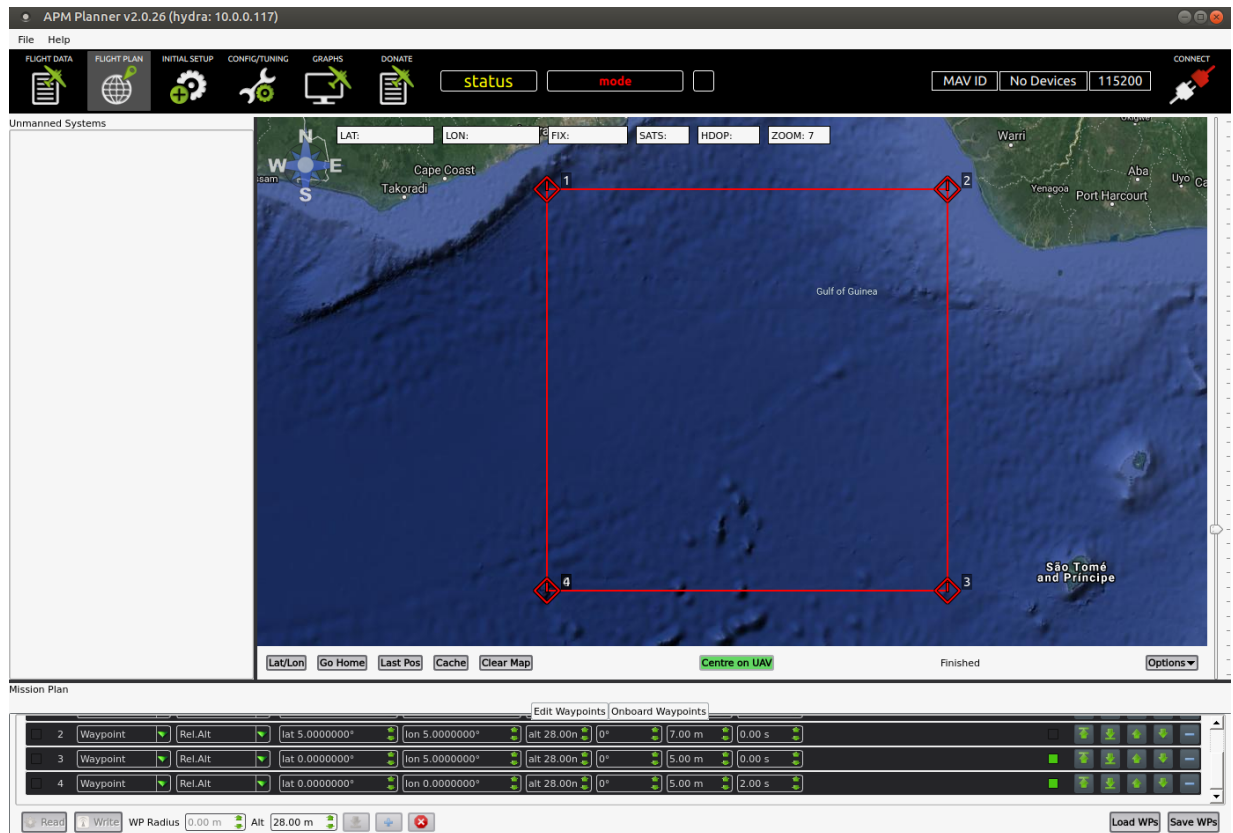 APM Planner v2.0.26 (hydra: 10.0.0.117)
File Help
FLIGHT DATA FLIGHT PLAN INITIAL SETUP CONFIG/TUNING GRAPHS DONATE CONNECT
status mode MAV ID No Devices 115200
Unmanned Systems
LAT: LON: FIX: SATS: HDOP: ZOOM: 7
N
W E
S
Cape Coast
Takoradi
Warri
Aba
Yenagoa
Port Harcourt
Uyo
1 2
Gulf of Guinea
São Tomé
and Príncipe
4 3
Lat/Lon Go Home Last Pos Cache Clear Map Centre on UAV Finished Options
Mission Plan
Edit Waypoints Onboard Waypoints
2 Waypoint Rel.Alt lat 5.0000000° lon 5.0000000° alt 28.00n 0° 7.00 m 0.00 s
3 Waypoint Rel.Alt lat 0.0000000° lon 5.0000000° alt 28.00n 0° 5.00 m 0.00 s
4 Waypoint Rel.Alt lat 0.0000000° lon 0.0000000° alt 28.00n 0° 5.00 m 2.00 s
Read Write WP Radius 0.00 m Alt 28.00 m Load WPs Save WPs